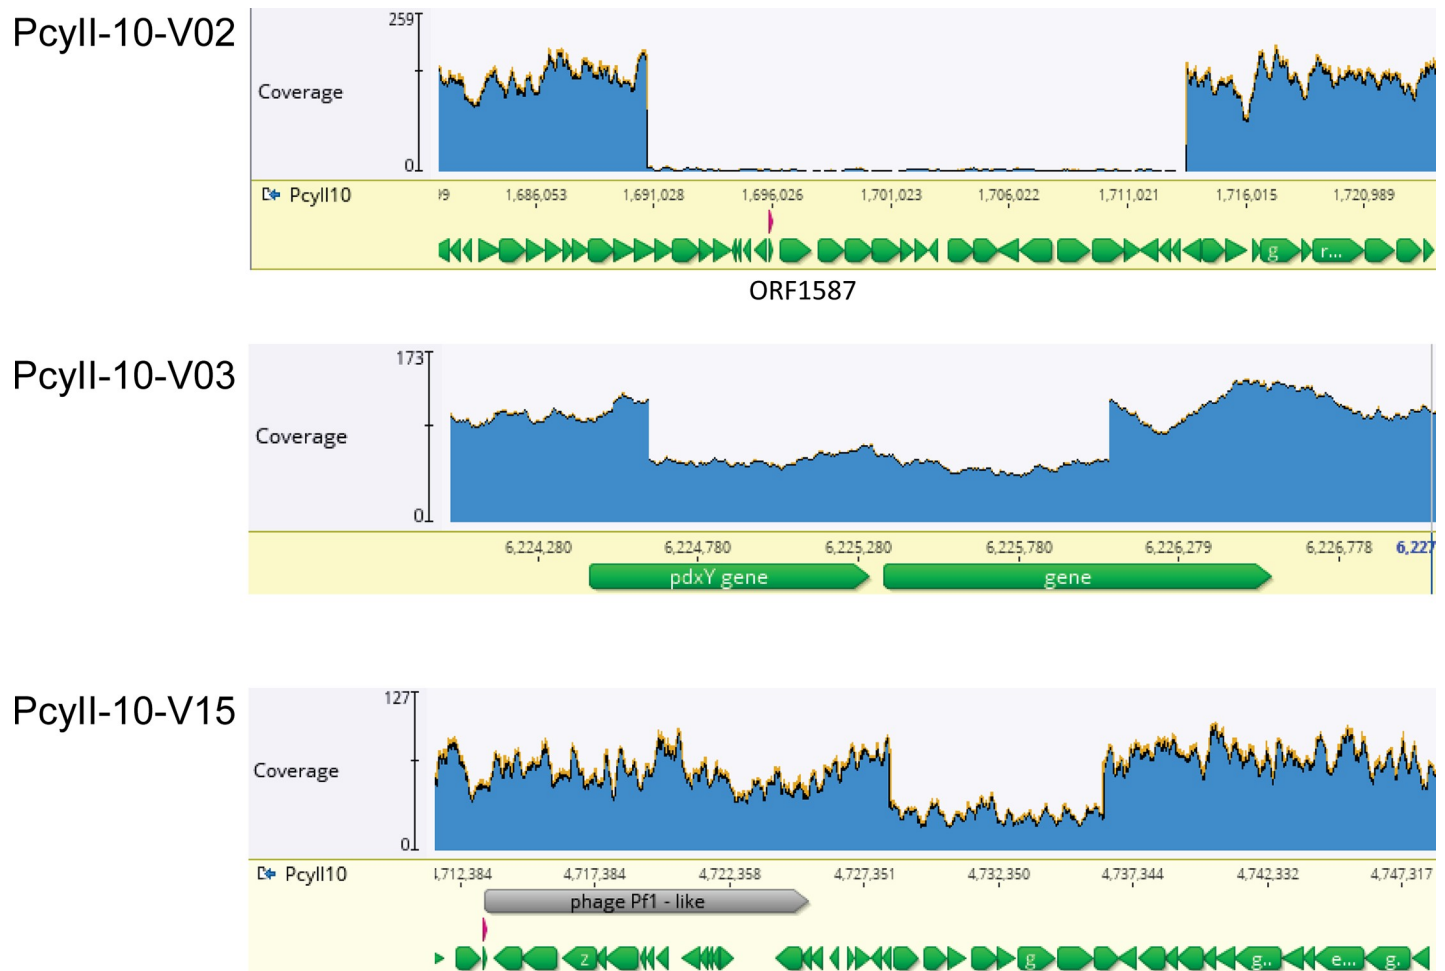 PcyII-10-V02
259
Coverage
0
PcyII10
99 1,686,053 1,691,028 1,696,026 1,701,023 1,706,022 1,711,021 1,716,015 1,720,989
g r...
ORF1587
PcyII-10-V03
173
Coverage
0
6,224,280 6,224,780 6,225,280 6,225,780 6,226,279 6,226,778 6,227
pdxY gene gene
PcyII-10-V15
127
Coverage
0
PcyII10
4,712,384 4,717,384 4,722,358 4,727,351 4,732,350 4,737,344 4,742,332 4,747,317
phage Pf1 - like
z g g.. e... g.